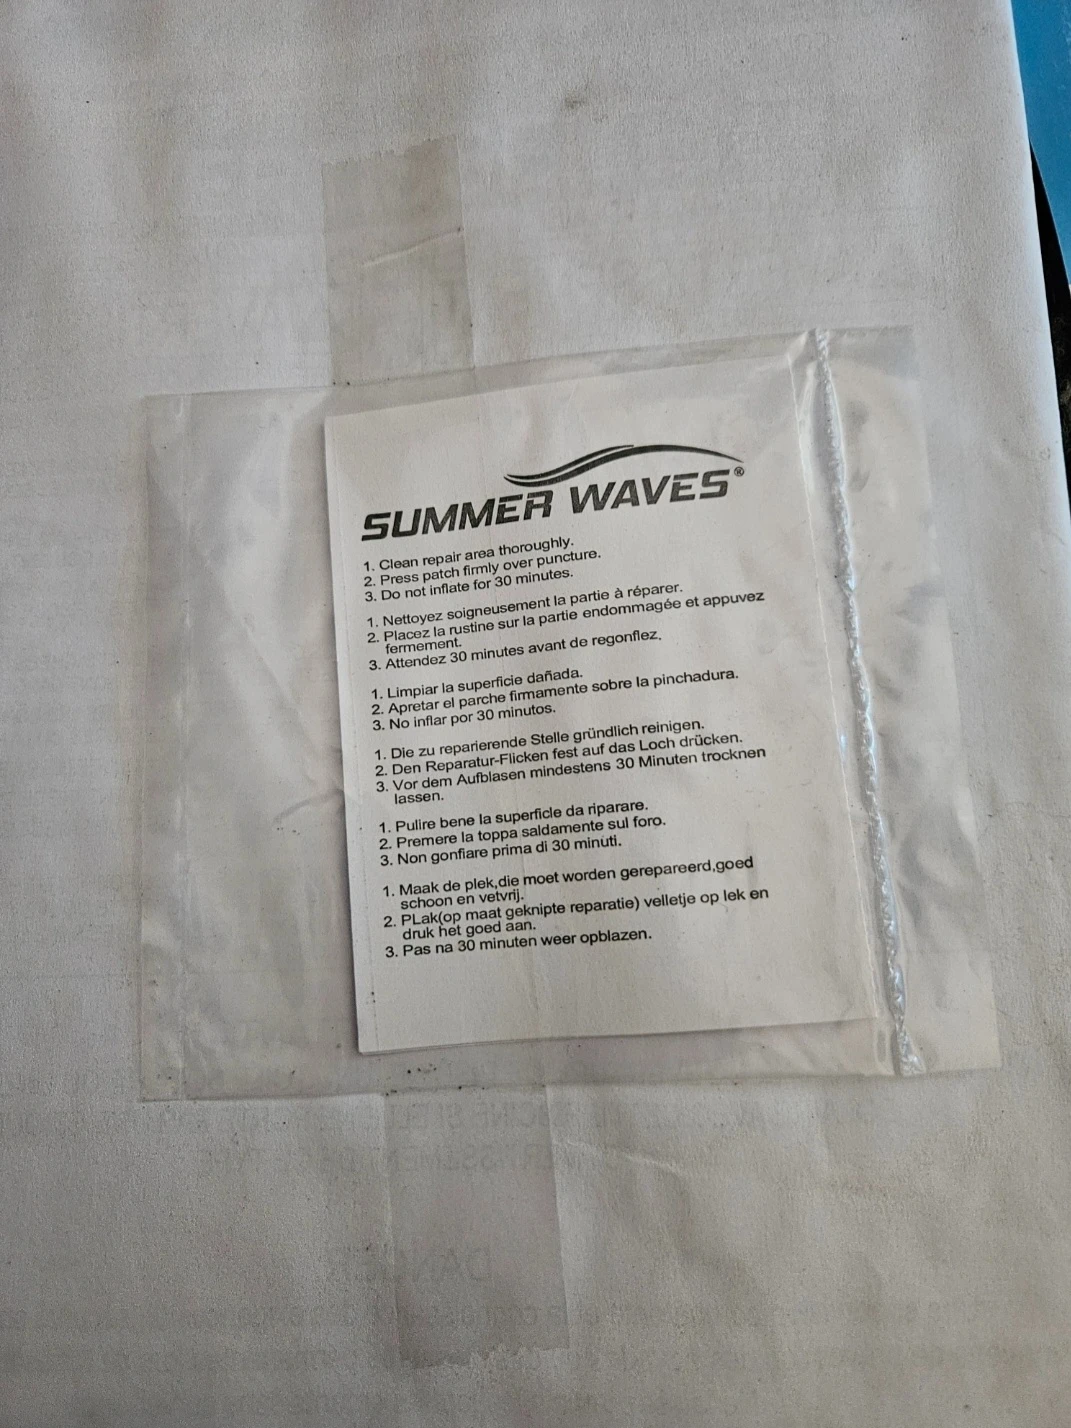 SUMMER WAVES®
1. Clean repair area thoroughly.
2. Press patch firmly over puncture.
3. Do not inflate for 30 minutes.
1. Nettoyez soigneusement la partie à réparer.
2. Placez la rustine sur la partie endommagée et appuvez
fermement.
3. Attendez 30 minutes avant de regonflez.
1. Limpiar la superficie dañada.
2. Apretar el parche firmamente sobre la pinchadura.
3. No inflar por 30 minutos.
1. Die zu reparierende Stelle gründlich reinigen.
2. Den Reparatur-Flicken fest auf das Loch drücken.
3. Vor dem Aufblasen mindestens 30 Minuten trocknen
lassen.
1. Pulire bene la superficle da riparare.
2. Premere la toppa saldamente sul foro.
3. Non gonfiare prima di 30 minuti.
1. Maak de plek,die moet worden gerepareerd,goed
schoon en vetvrij.
2. PLak(op maat geknipte reparatie) velletje op lek en
druk het goed aan.
3. Pas na 30 minuten weer opblazen.